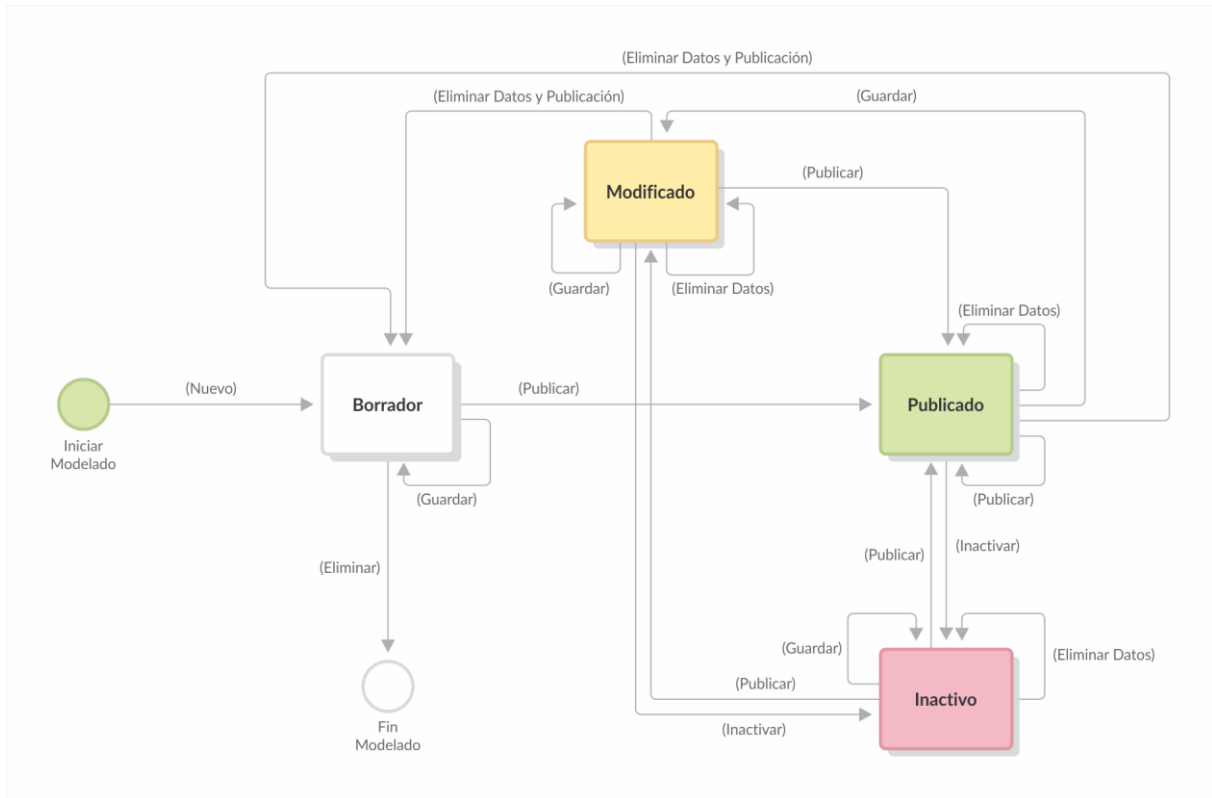 (Eliminar Datos y Publicación)
(Eliminar Datos y Publicación)
(Guardar)
(Publicar)
Modificado
(Guardar)
(Eliminar Datos)
(Eliminar Datos)
(Nuevo)
(Publicar)
Borrador
Publicado
Iniciar
Modelado
(Guardar)
(Publicar)
(Inactivar)
(Publicar)
(Eliminar)
(Guardar)
(Eliminar Datos)
(Publicar)
Inactivo
(Inactivar)
Fin
Modelado